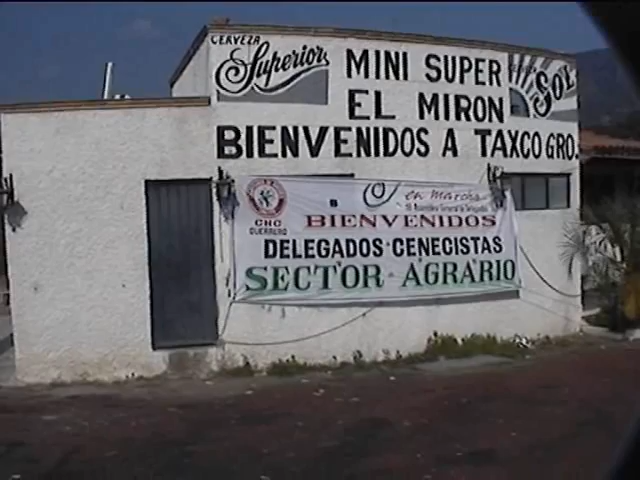 CERVEZA
Superior
MINI SUPER
Sol
EL MIRON
BIENVENIDOS A TAXCO GRO.
CNC
GUERRERO
en marcha
BIENVENIDOS
DELEGADOS CENECISTAS
SECTOR AGRARIO